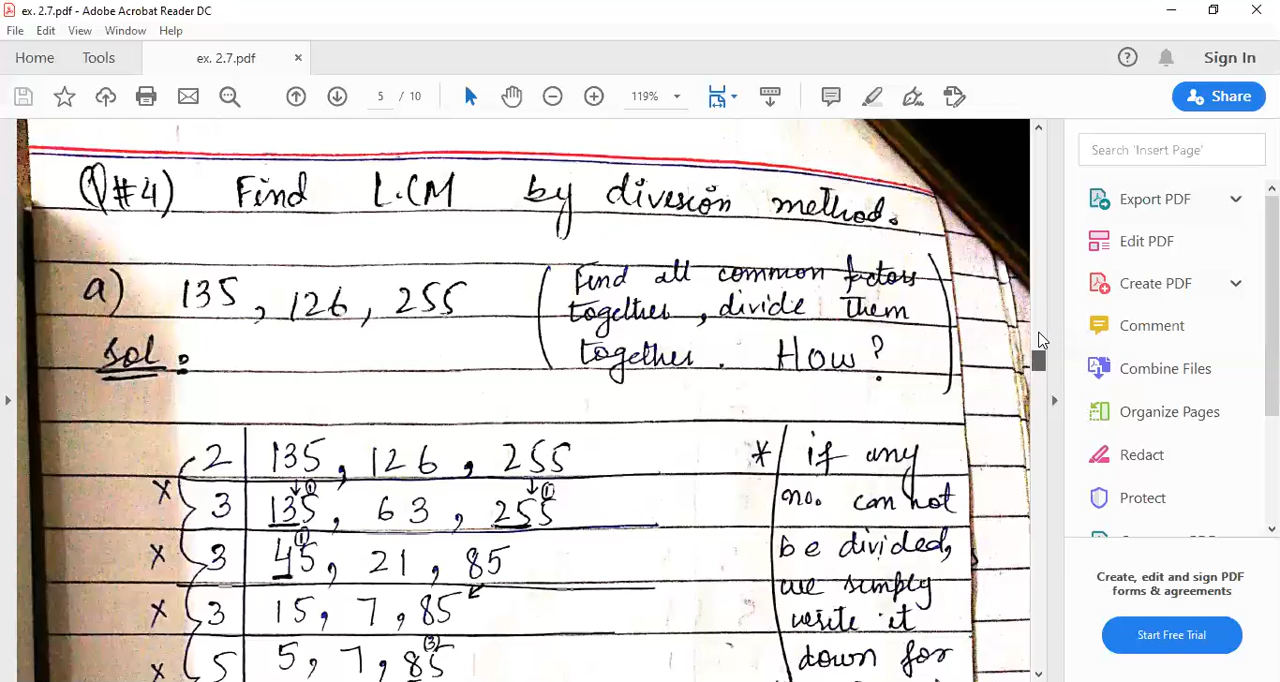 ex. 2.7.pdf - Adobe Acrobat Reader DC
File Edit View Window Help
Home Tools ex. 2.7.pdf × Sign In
5 / 10 119% Share
Q#4) Find L.C.M by division method.
a) 135, 126, 255
(Find all common factors
together, divide them
together. How?)
Sol:
2 | 135, 126, 255
× 3 | 135, 63, 255
× 3 | 45, 21, 85
× 3 | 15, 7, 85
× 5 | 5, 7, 85
* if any
no. can not
be divided,
we simply
write it
down for
Search 'Insert Page'
Export PDF
Edit PDF
Create PDF
Comment
Combine Files
Organize Pages
Redact
Protect
Create, edit and sign PDF
forms & agreements
Start Free Trial